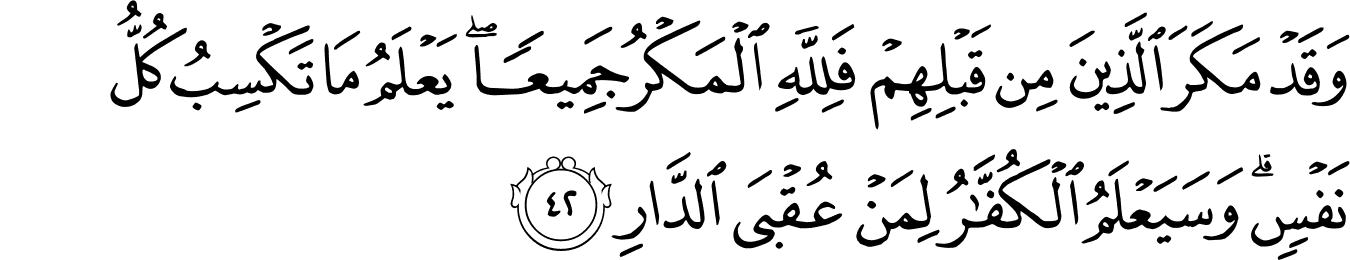 وَقَدۡ مَكَرَ ٱلَّذِينَ مِن قَبۡلِهِمۡ فَلِلَّهِ ٱلۡمَكۡرُ جَمِيعٗاۖ يَعۡلَمُ مَا تَكۡسِبُ كُلُّ
نَفۡسٖۗ وَسَيَعۡلَمُ ٱلۡكُفَّٰرُ لِمَنۡ عُقۡبَى ٱلدَّارِ ٤٢